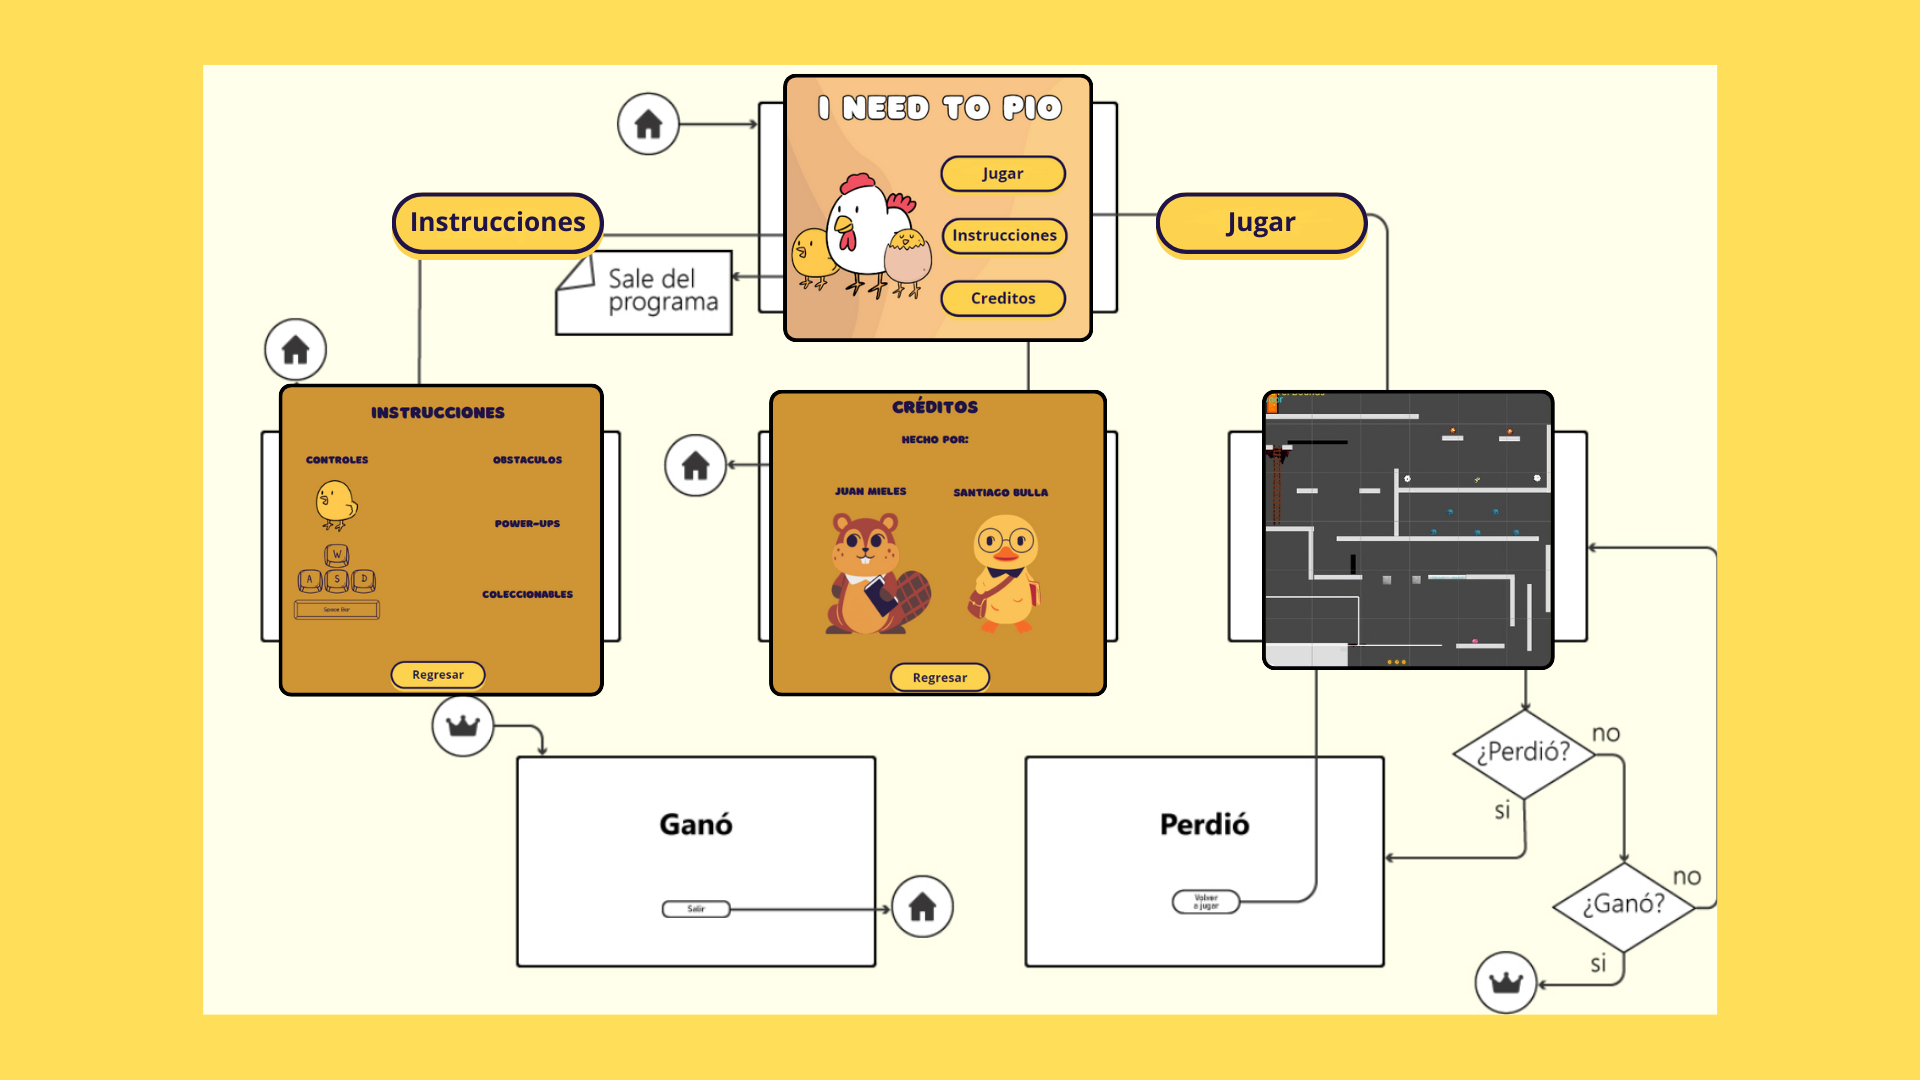 I NEED TO PIO
Jugar
Instrucciones
Creditos
Instrucciones
Jugar
Sale del
programa
INSTRUCCIONES
CONTROLES
OBSTACULOS
POWER-UPS
W
A S D
Space Bar
COLECCIONABLES
Regresar
CRÉDITOS
HECHO POR:
JUAN MIELES
SANTIAGO BULLA
Regresar
¿Perdió?
no
si
¿Ganó?
no
si
Ganó
Salir
Perdió
Volver
a jugar